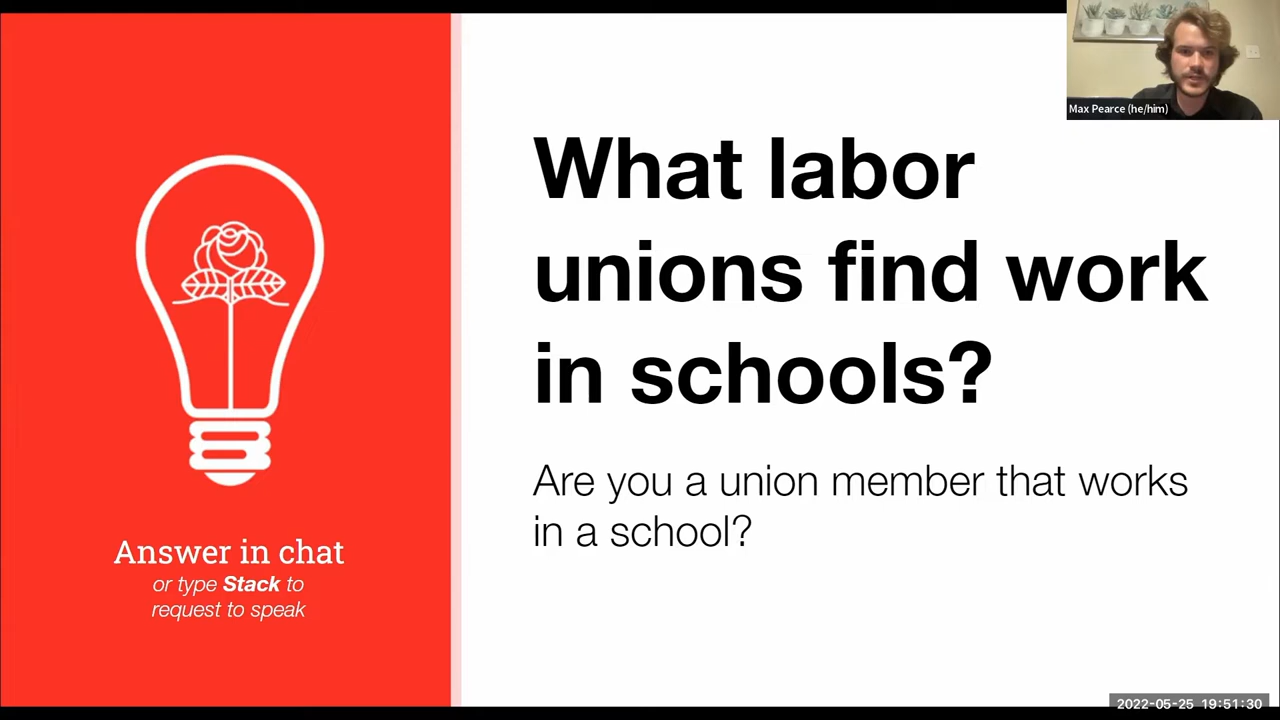 Max Pearce (he/him)
What labor
unions find work
in schools?
Are you a union member that works
in a school?
Answer in chat
or type Stack to
request to speak
2022-05-25 19:51:30